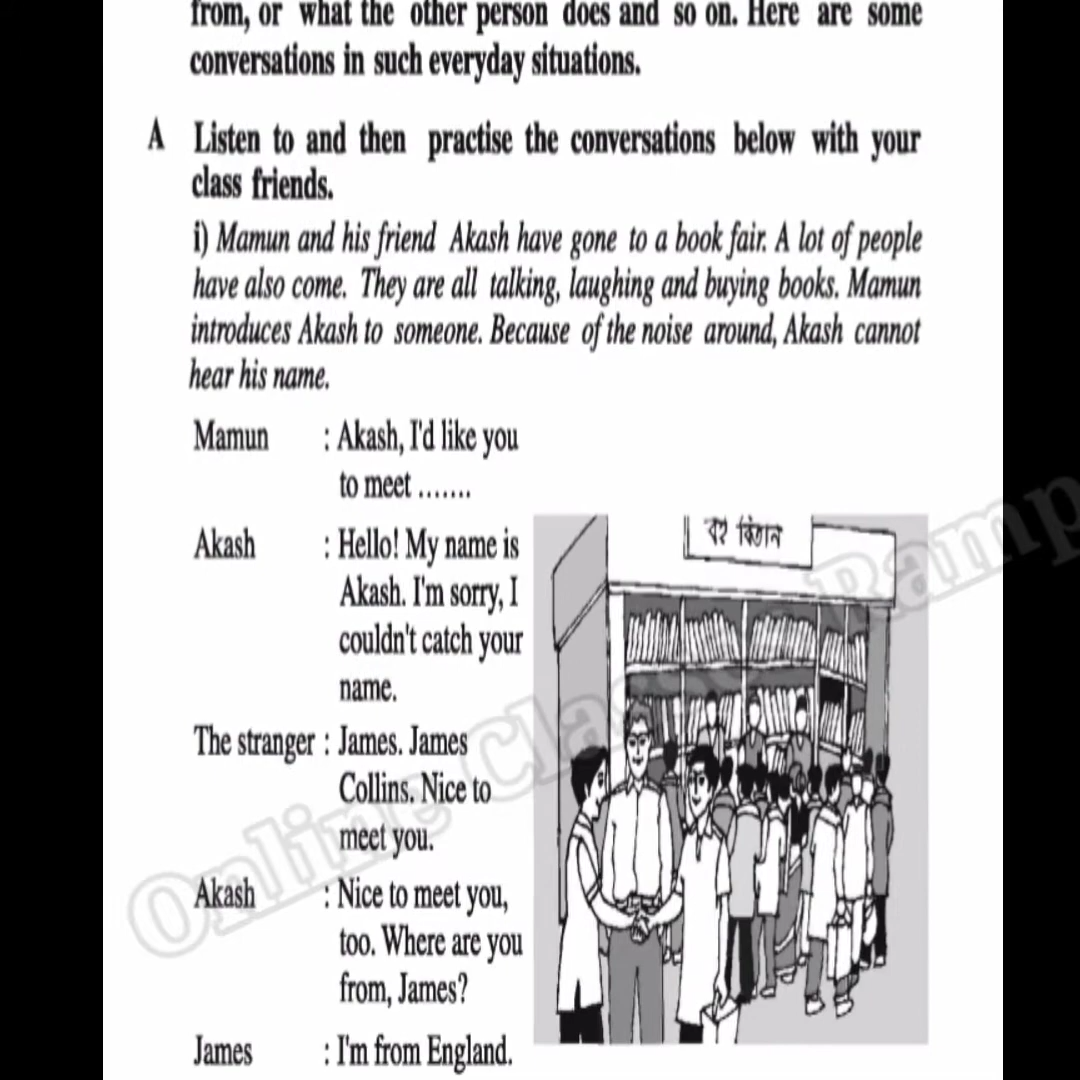 from, or what the other person does and so on. Here are some
conversations in such everyday situations.
A Listen to and then practise the conversations below with your
class friends.
i) Mamun and his friend Akash have gone to a book fair. A lot of people
have also come. They are all talking, laughing and buying books. Mamun
introduces Akash to someone. Because of the noise around, Akash cannot
hear his name.
Mamun : Akash, I'd like you
to meet .......
বই বিতান
Akash : Hello! My name is
Akash. I'm sorry, I
couldn't catch your
name.
The stranger : James. James
Collins. Nice to
meet you.
Akash : Nice to meet you,
too. Where are you
from, James?
James : I'm from England.
Online Class Ramp